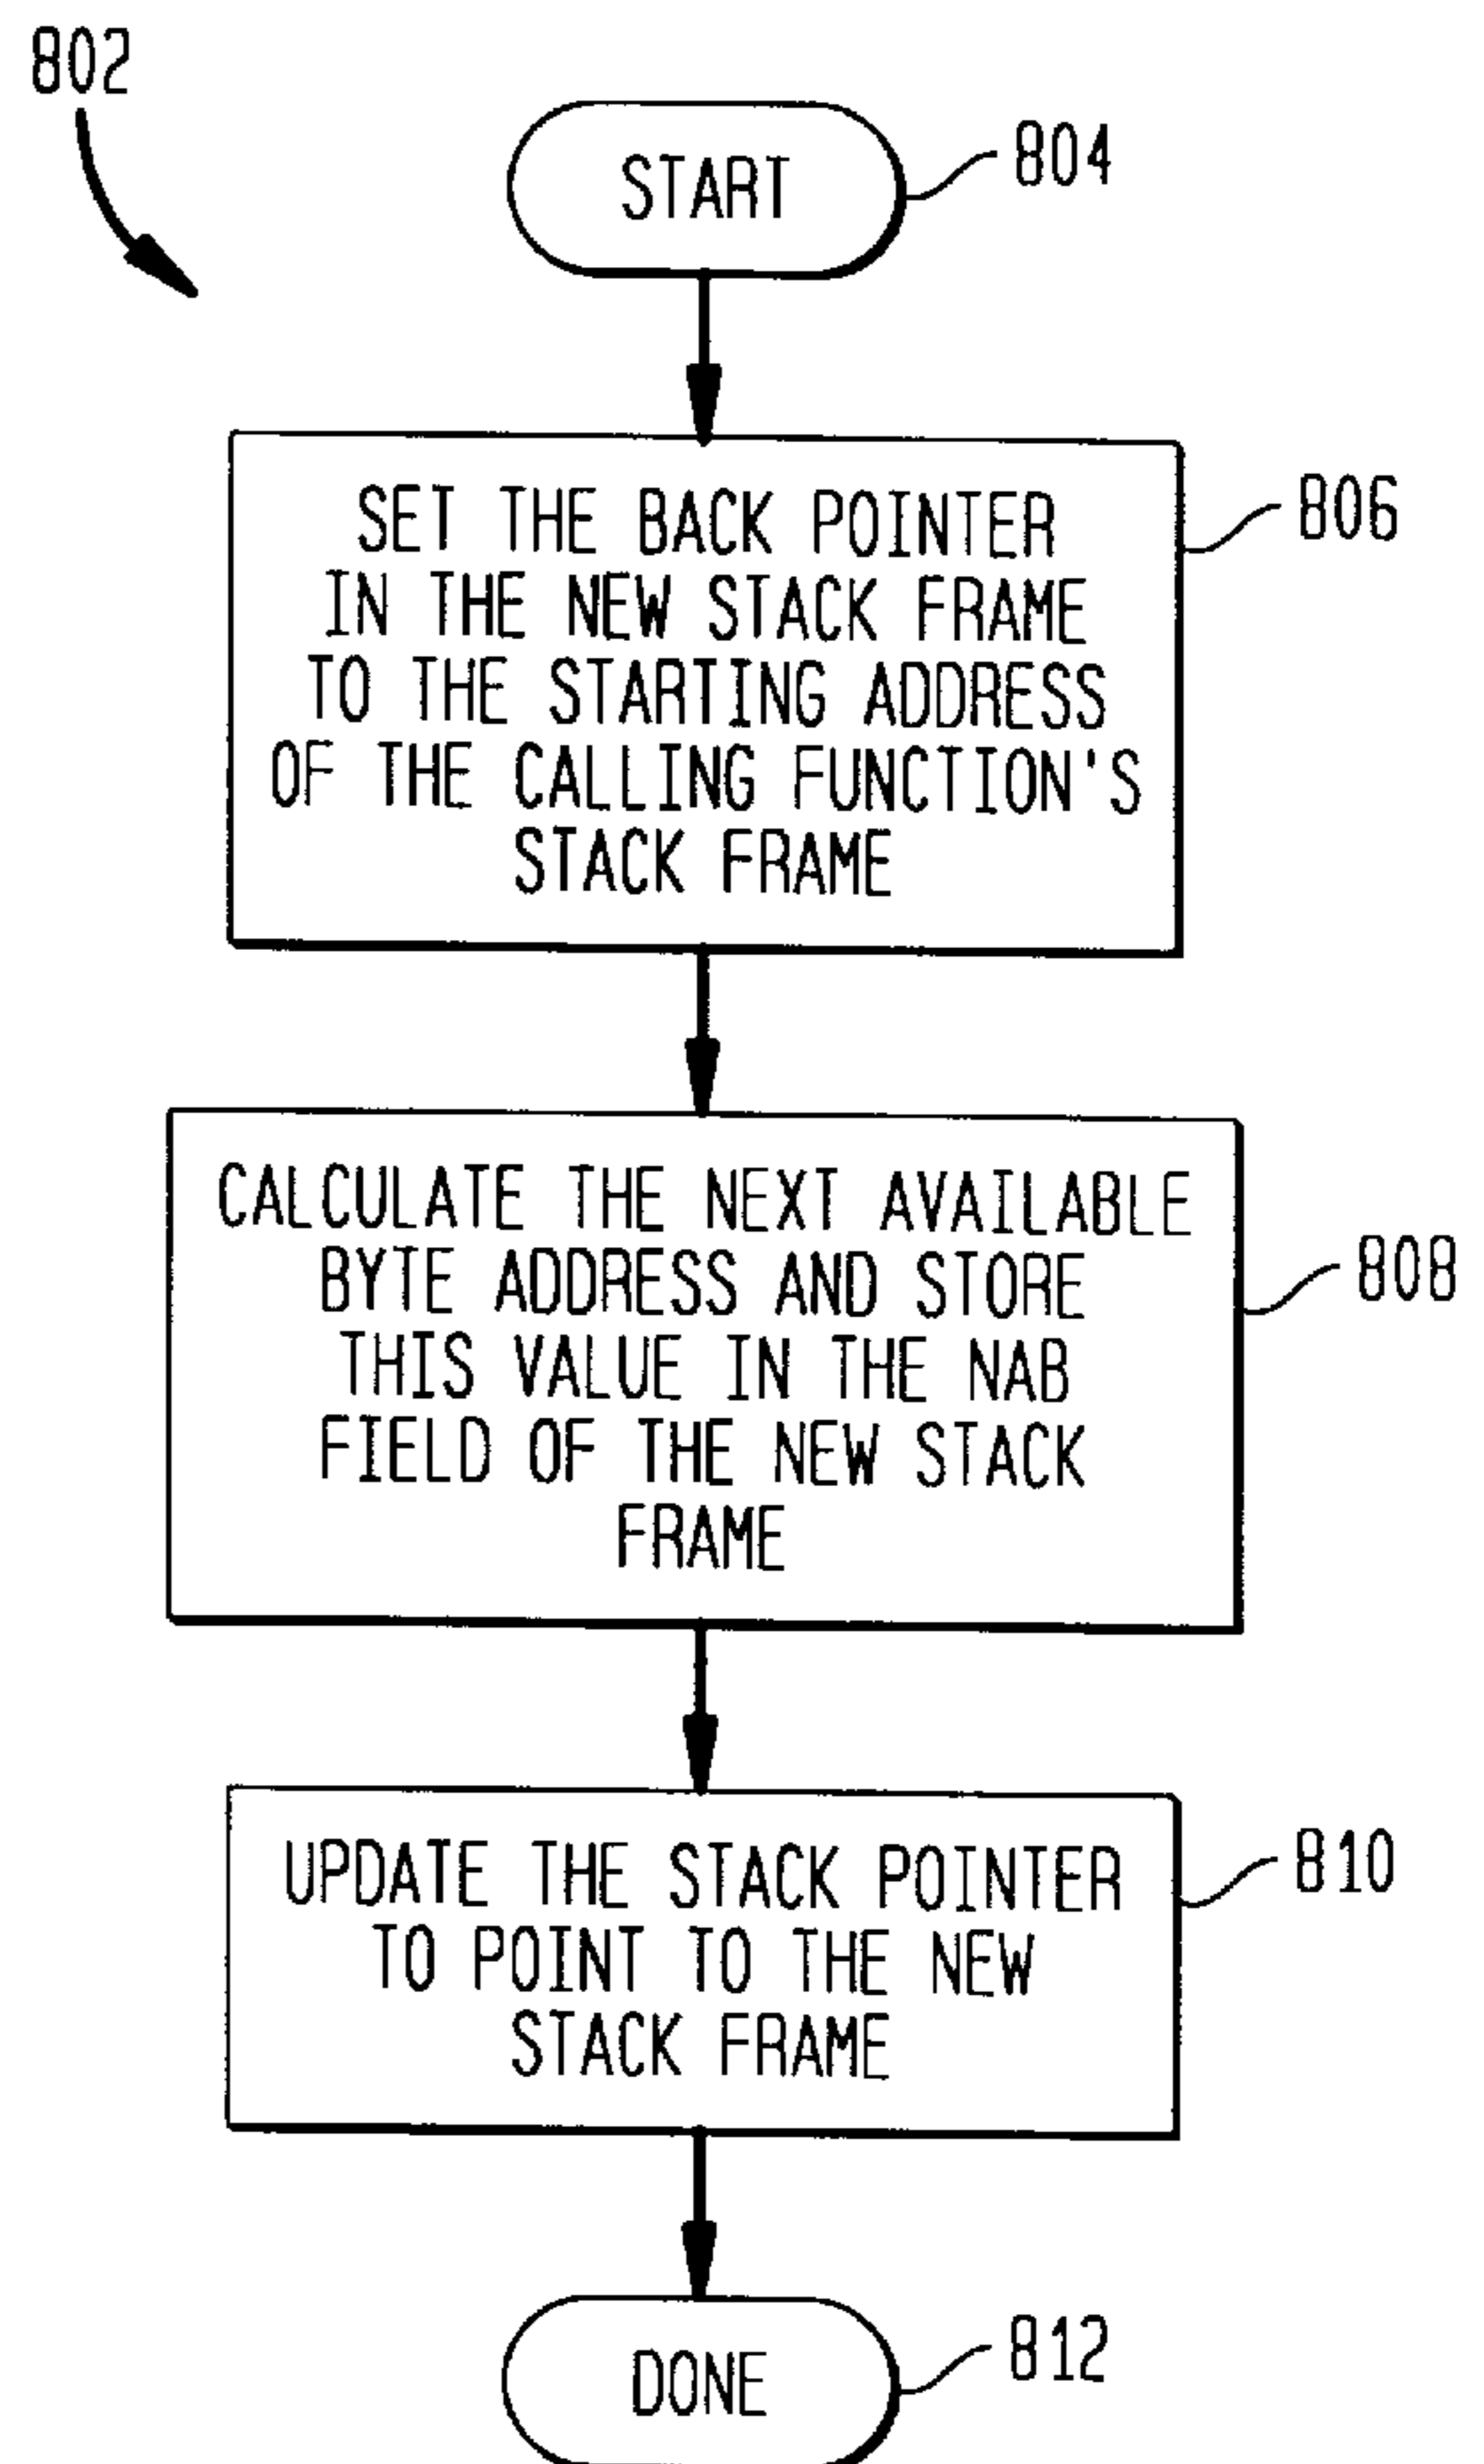 802
START
804
SET THE BACK POINTER
IN THE NEW STACK FRAME
TO THE STARTING ADDRESS
OF THE CALLING FUNCTION'S
STACK FRAME
806
CALCULATE THE NEXT AVAILABLE
BYTE ADDRESS AND STORE
THIS VALUE IN THE NAB
FIELD OF THE NEW STACK
FRAME
808
UPDATE THE STACK POINTER
TO POINT TO THE NEW
STACK FRAME
810
DONE
812